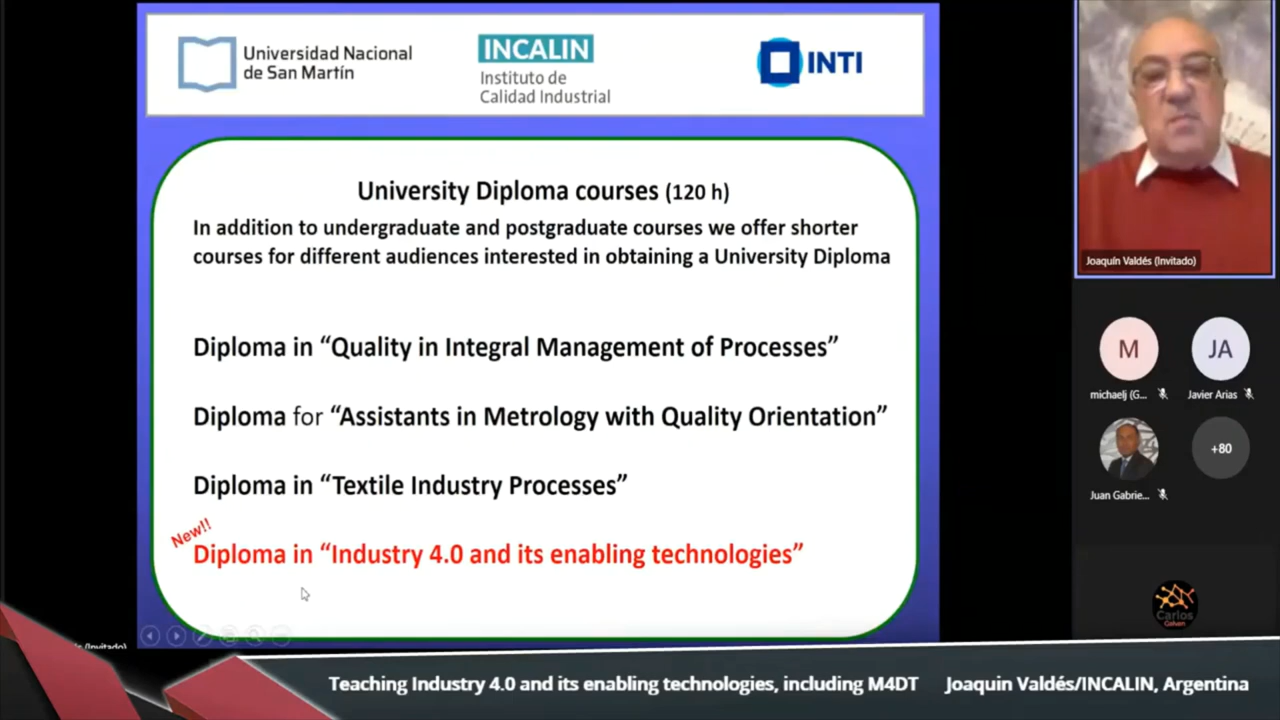 Universidad Nacional
de San Martín
INCALIN
Instituto de
Calidad Industrial
INTI
University Diploma courses (120 h)
In addition to undergraduate and postgraduate courses we offer shorter
courses for different audiences interested in obtaining a University Diploma
Diploma in “Quality in Integral Management of Processes”
Diploma for “Assistants in Metrology with Quality Orientation”
Diploma in “Textile Industry Processes”
New!!
Diploma in “Industry 4.0 and its enabling technologies”
Joaquín Valdés (Invitado)
M
JA
michaelj (G...
Javier Arias
+80
Juan Gabrie...
Carlos
Galvan
(Invitado)
Teaching Industry 4.0 and its enabling technologies, including M4DT
Joaquin Valdés/INCALIN, Argentina